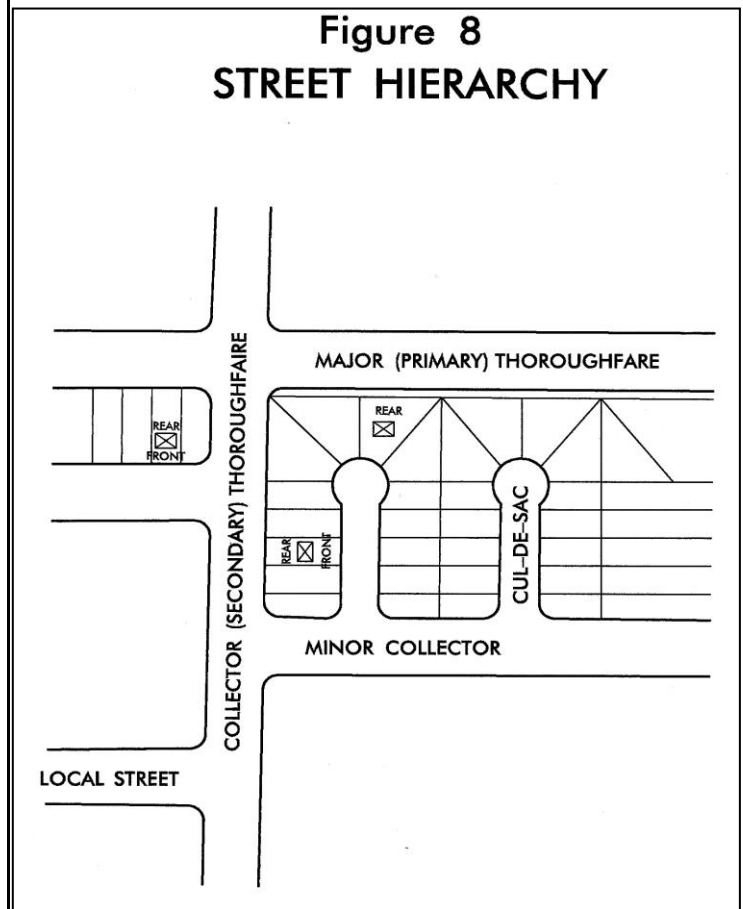 Figure 8
STREET HIERARCHY
MAJOR (PRIMARY) THOROUGHFARE
COLLECTOR (SECONDARY) THOROUGHFAIRE
REAR
FRONT
REAR
REAR
FRONT
CUL-DE-SAC
MINOR COLLECTOR
LOCAL STREET